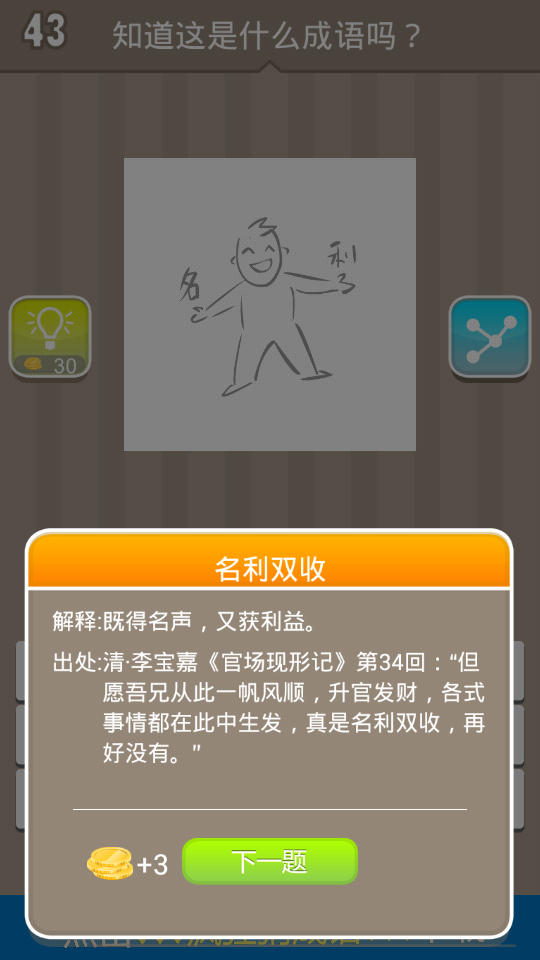 43
知道这是什么成语吗？
名
利
30
名利双收
解释:既得名声，又获利益。
出处:清·李宝嘉《官场现形记》第34回："但
愿吾兄从此一帆风顺，升官发财，各式
事情都在此中生发，真是名利双收，再
好没有。"
+3
下一题